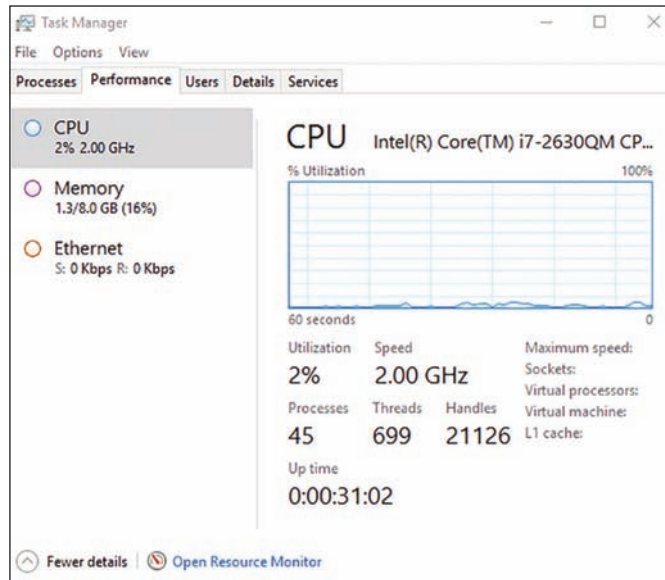 Task Manager
File Options View
Processes Performance Users Details Services
CPU
2% 2.00 GHz
Memory
1.3/8.0 GB (16%)
Ethernet
S: 0 Kbps R: 0 Kbps
CPU Intel(R) Core(TM) i7-2630QM CP...
% Utilization 100%
60 seconds 0
Utilization Speed
2% 2.00 GHz
Processes Threads Handles
45 699 21126
Up time
0:00:31:02
Maximum speed:
Sockets:
Virtual processors:
Virtual machine:
L1 cache:
Fewer details Open Resource Monitor